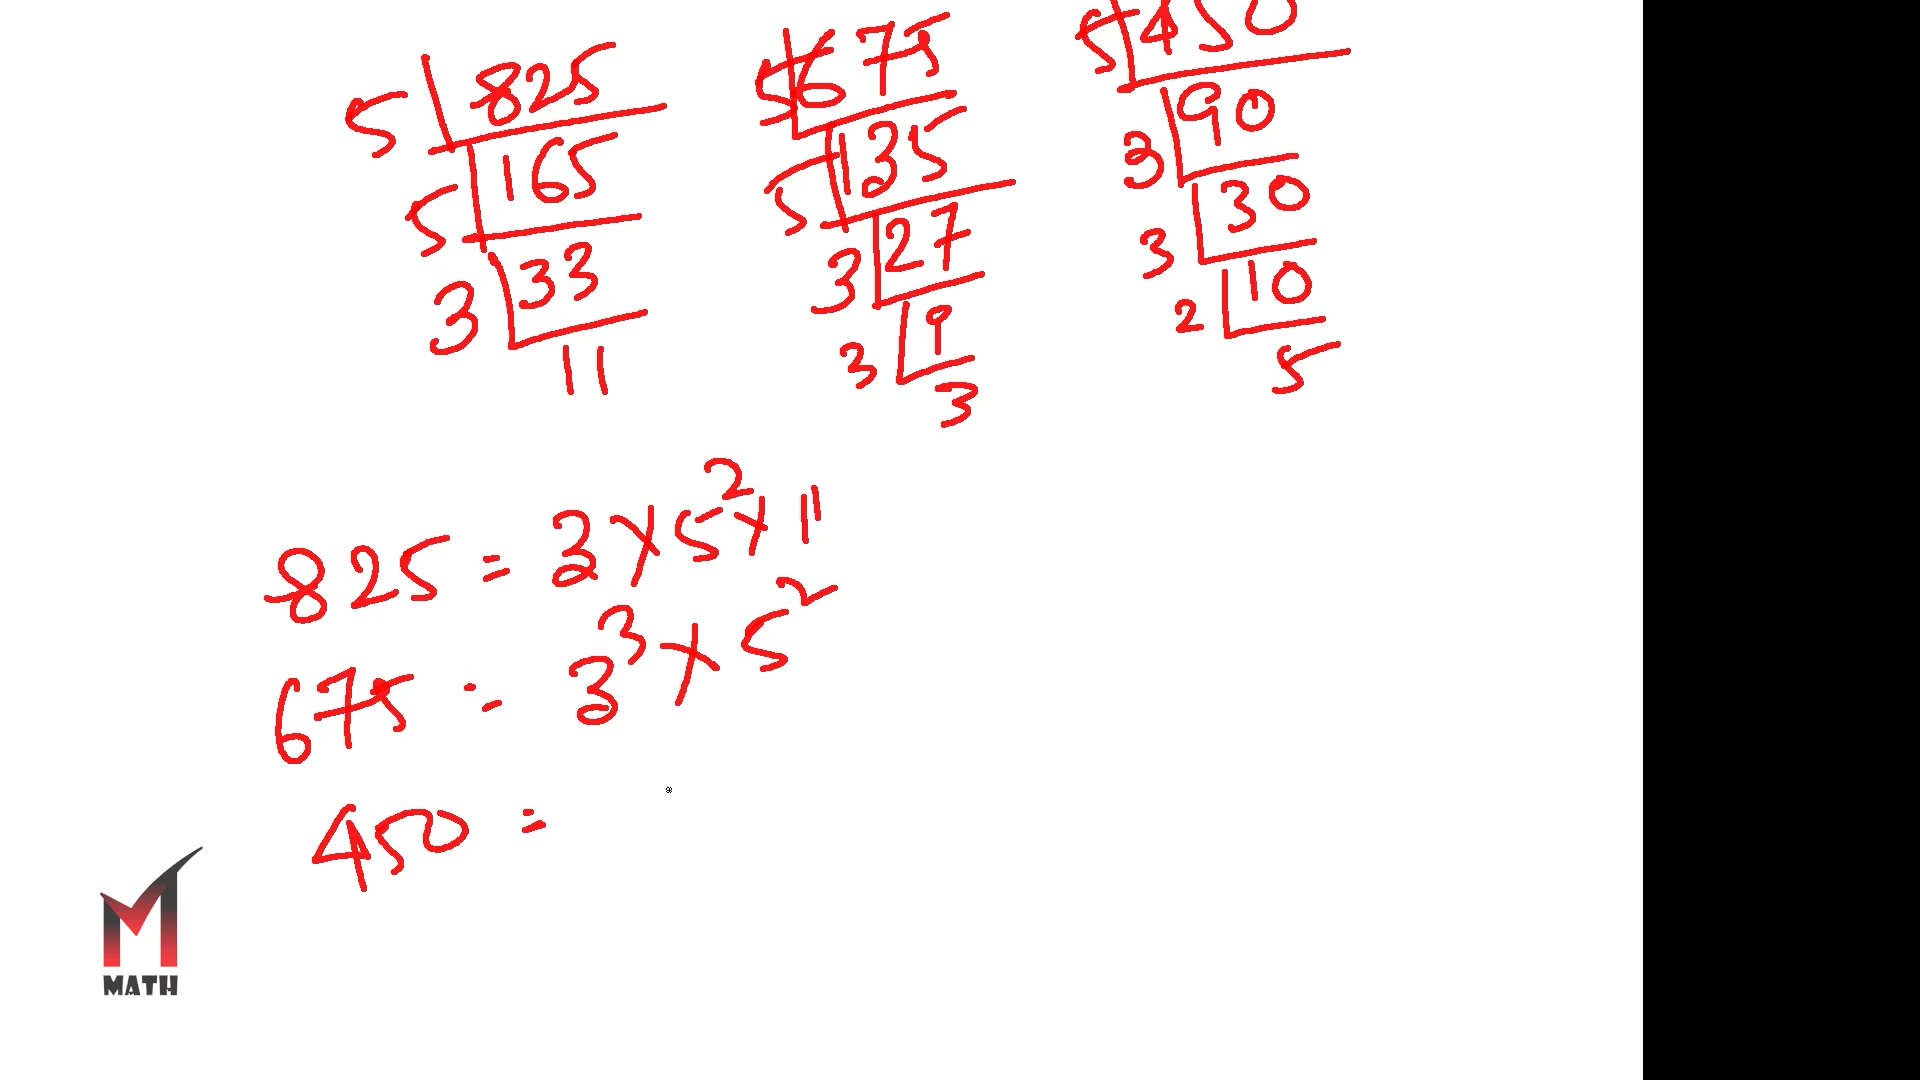 5 825 5 675 5 450
5 165 5 135 3 90
3 33 3 27 3 30
11 3 9 2 10
3 5
825 = 3 x 5² x 11
675 = 3³ x 5²
450 =
MATH